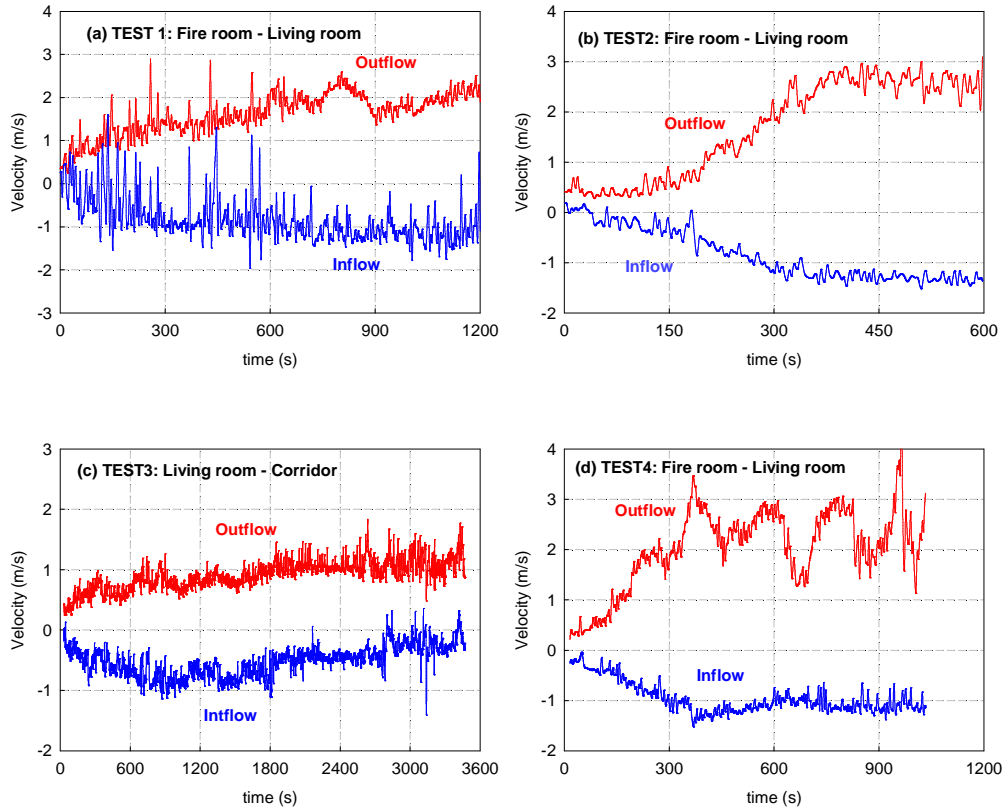 (a) TEST 1: Fire room - Living room
Outflow
Inflow
4
3
2
1
0
-1
-2
-3
Velocity (m/s)
0 300 600 900 1200
time (s)
(b) TEST2: Fire room - Living room
Outflow
Inflow
4
3
2
1
0
-1
-2
Velocity (m/s)
0 150 300 450 600
time (s)
(c) TEST3: Living room - Corridor
Outflow
Intflow
3
2
1
0
-1
-2
Velocity (m/s)
0 600 1200 1800 2400 3000 3600
time (s)
(d) TEST4: Fire room - Living room
Outflow
Inflow
4
3
2
1
0
-1
-2
Velocity (m/s)
0 300 600 900 1200
time (s)